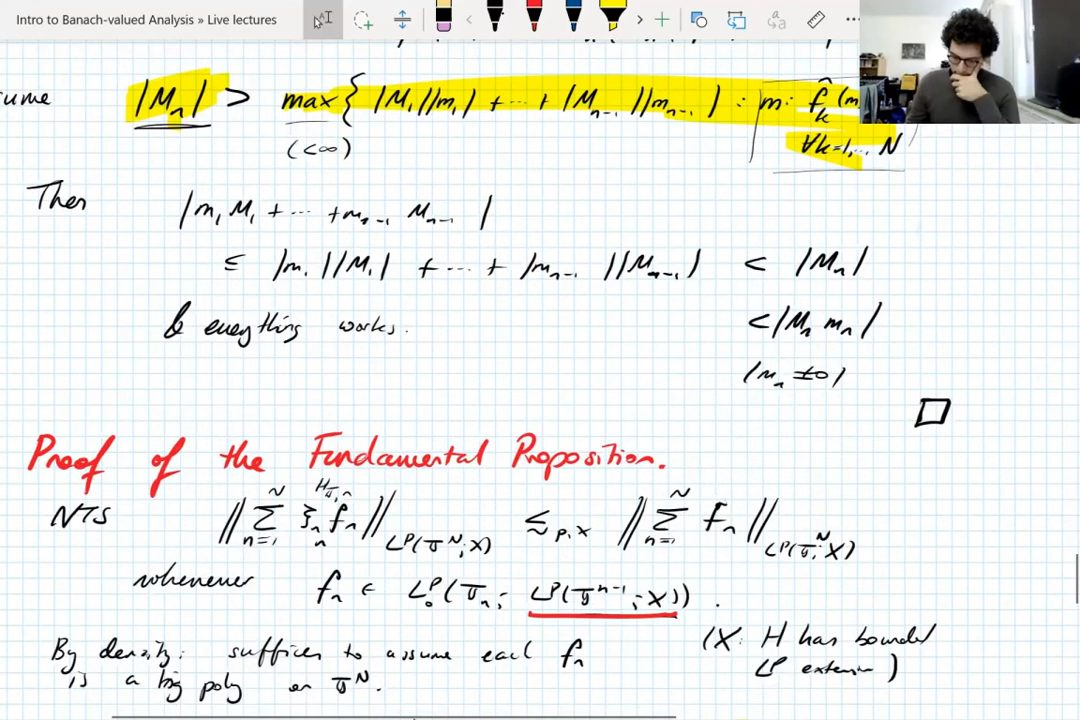 Intro to Banach-valued Analysis » Live lectures
|M_n| > max { |M_1||m_1| + ... + |M_{n-1}||m_{n-1}| : m : f̂_k(m
(<∞) ∀k=1,... N
Then |m_1 M_1 + ... + m_{n-1} M_{n-1}|
≤ |m_1||M_1| + ... + |m_{n-1}||M_{n-1}| < |M_n|
& everything works. < |M_n m_n|
(m_n ≠ 0)
□
Proof of the Fundamental Proposition.
NTS || Σ_{n=1}^N ξ_n H_{𝕋,n} f_n ||_{L^p(𝕋^N; X)} ≲_{p,X} || Σ_{n=1}^N f_n ||_{L^p(𝕋^N; X)}
whenever f_n ∈ L^p_0(𝕋_n; L^p(𝕋^{n-1}; X)) .
By density: suffices to assume each f_n (X: H has bounded
is a trig poly on 𝕋^N. L^p extension)